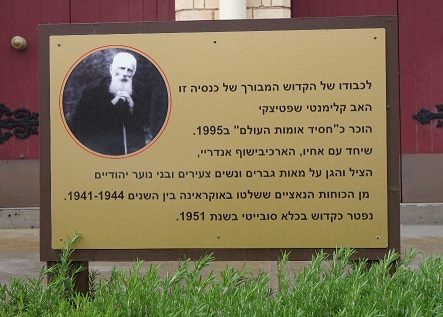 לכבודו של הקדוש המבורך של כנסיה זו
האב קלימנטי שפטיצקי
הוכר כ"חסיד אומות העולם" ב1995.
שיחד עם אחיו, הארכיבישוף אנדריי,
הציל והגן על מאות גברים ונשים צעירים ובני נוער יהודיים
מן הכוחות הנאציים ששלטו באוקראינה בין השנים 1941-1944.
נפטר כקדוש בכלא סובייטי בשנת 1951.